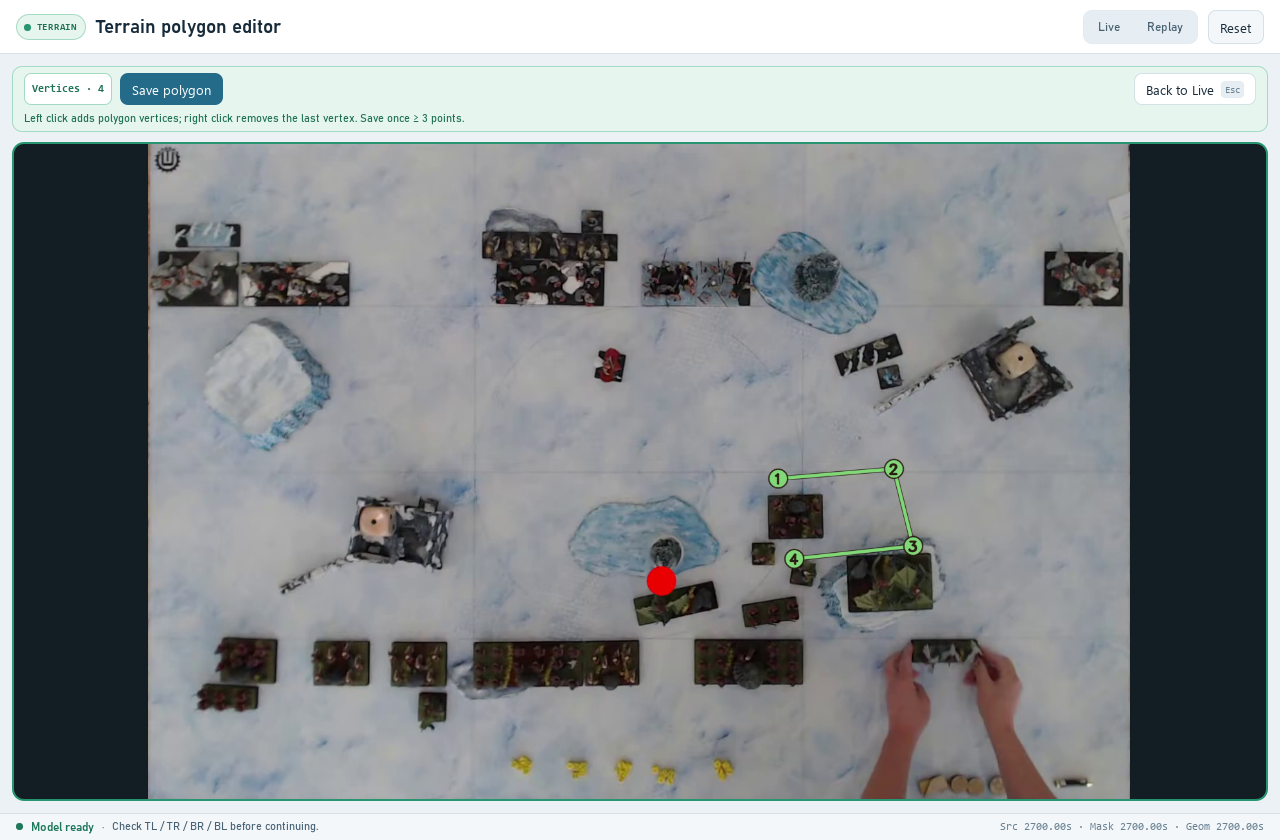 TERRAIN
Terrain polygon editor
Live
Replay
Reset
Vertices · 4
Save polygon
Back to Live
Esc
Left click adds polygon vertices; right click removes the last vertex. Save once ≥ 3 points.
1
2
3
4
Model ready · Check TL / TR / BR / BL before continuing.
Src 2700.00s · Mask 2700.00s · Geom 2700.00s